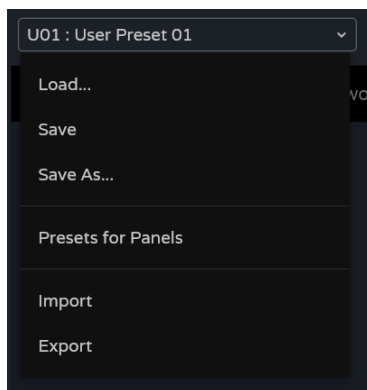 U01 : User Preset 01
Load...
Save
Save As...
Presets for Panels
Import
Export